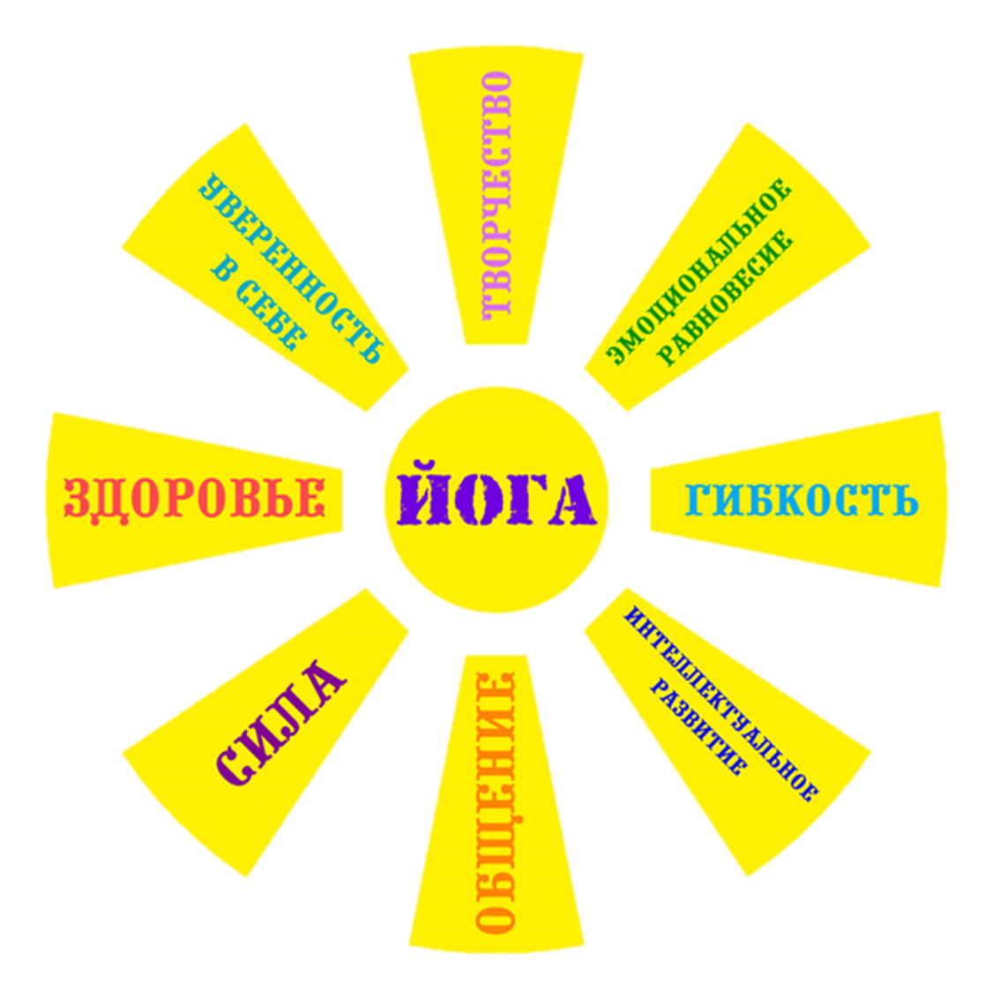 ТВОРЧЕСТВО
ЭМОЦИОНАЛЬНОЕ
РАВНОВЕСИЕ
ГИБКОСТЬ
ИНТЕЛЛЕКТУАЛЬНОЕ
РАЗВИТИЕ
ОБЩЕНИЕ
СИЛА
ЗДОРОВЬЕ
УВЕРЕННОСТЬ
В СЕБЕ
ЙОГА